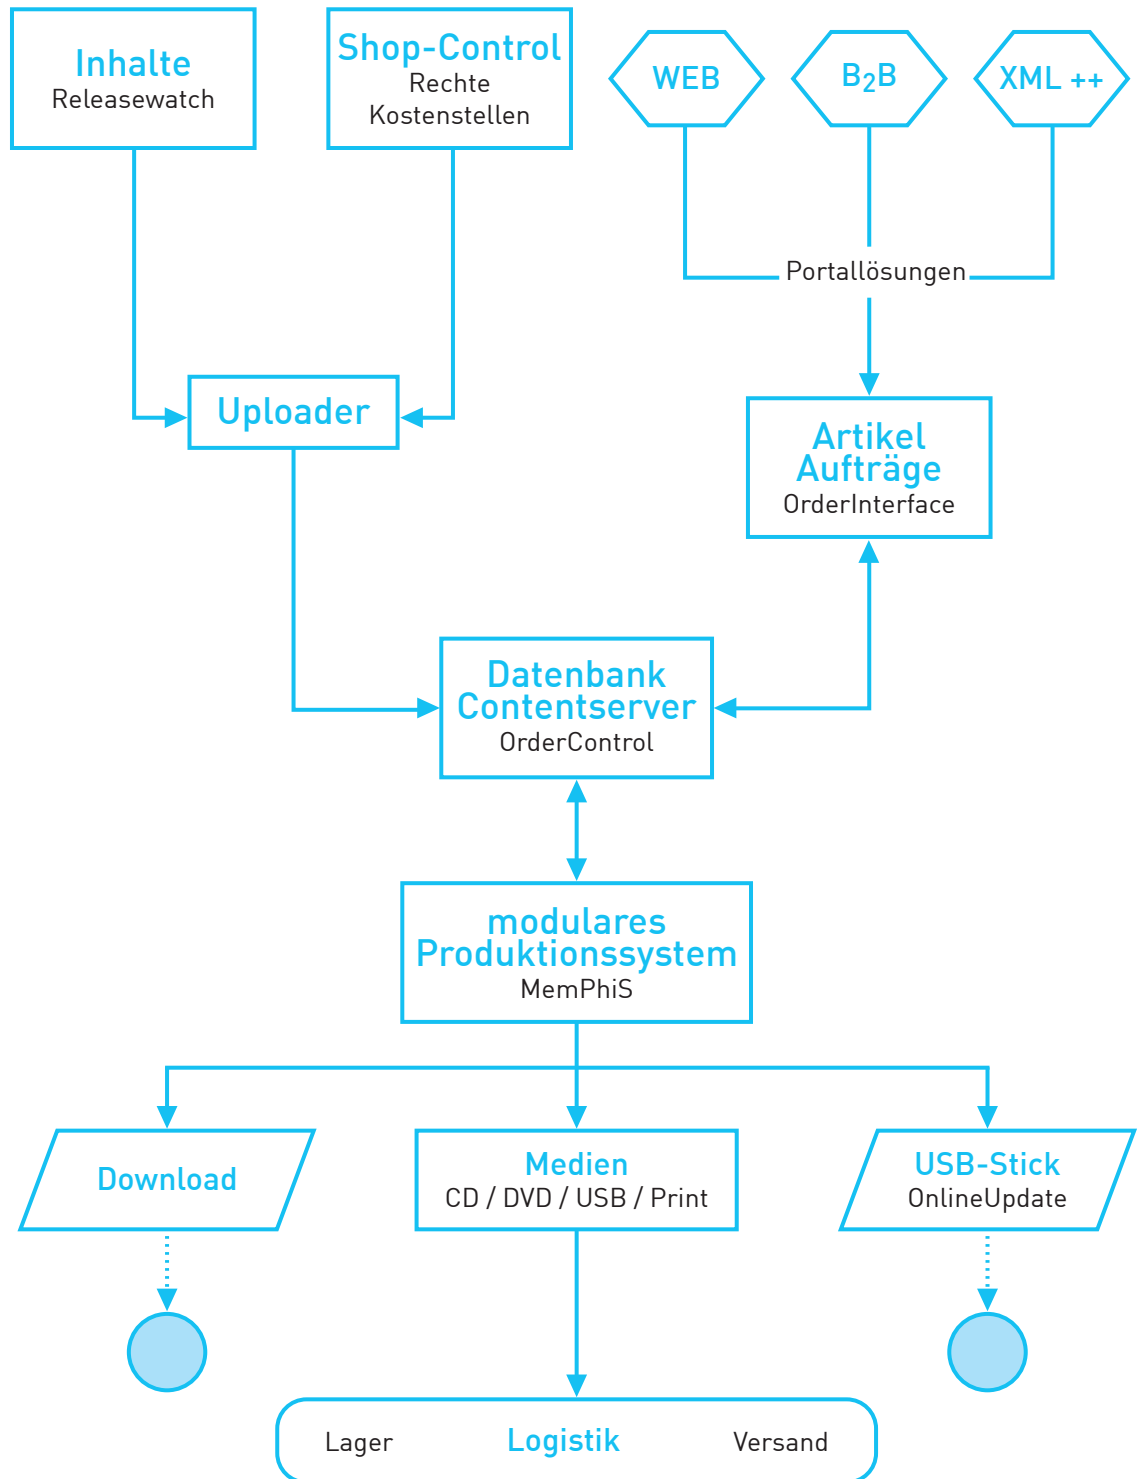 Inhalte
Releasewatch
Shop-Control
Rechte
Kostenstellen
WEB
B2B
XML ++
Portallösungen
Uploader
Artikel
Aufträge
OrderInterface
Datenbank
Contentserver
OrderControl
modulares
Produktionssystem
MemPhiS
Download
Medien
CD / DVD / USB / Print
USB-Stick
OnlineUpdate
Lager
Logistik
Versand